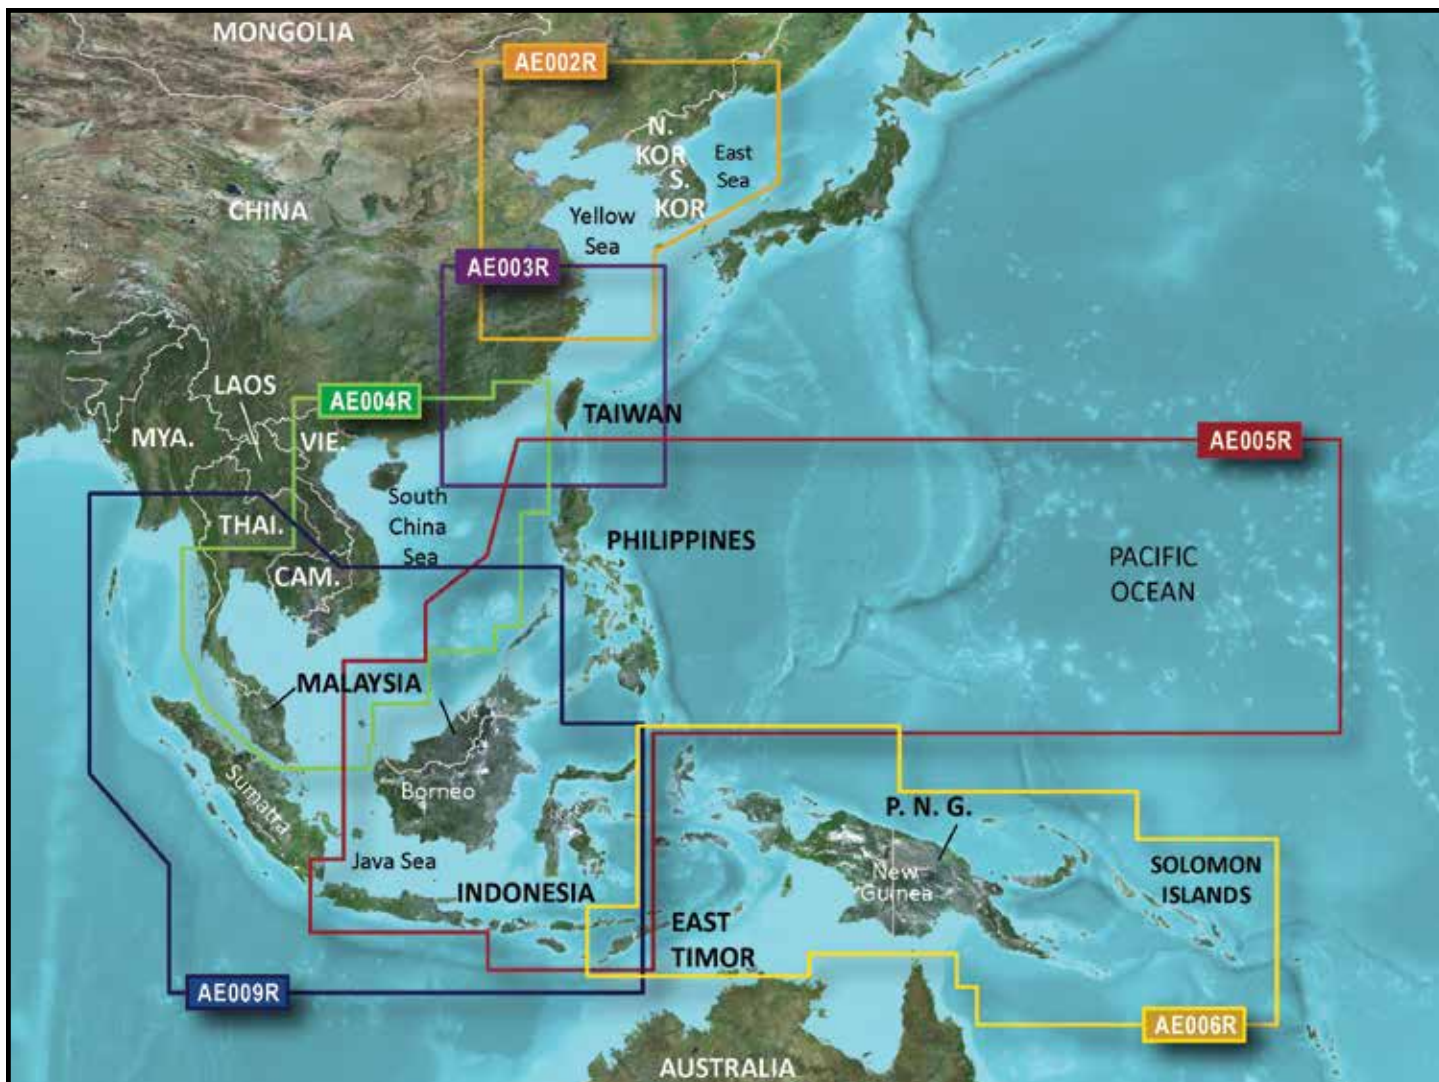 MONGOLIA
AE002R
N.
KOR
East
Sea
S.
KOR
CHINA
Yellow
Sea
AE003R
LAOS
AE004R
TAIWAN
MYA.
VIE.
AE005R
South
China
Sea
THAI.
PHILIPPINES
PACIFIC
OCEAN
CAM.
MALAYSIA
Sumatra
Borneo
P. N. G.
Java Sea
SOLOMON
ISLANDS
New
Guinea
INDONESIA
EAST
TIMOR
AE009R
AE006R
AUSTRALIA